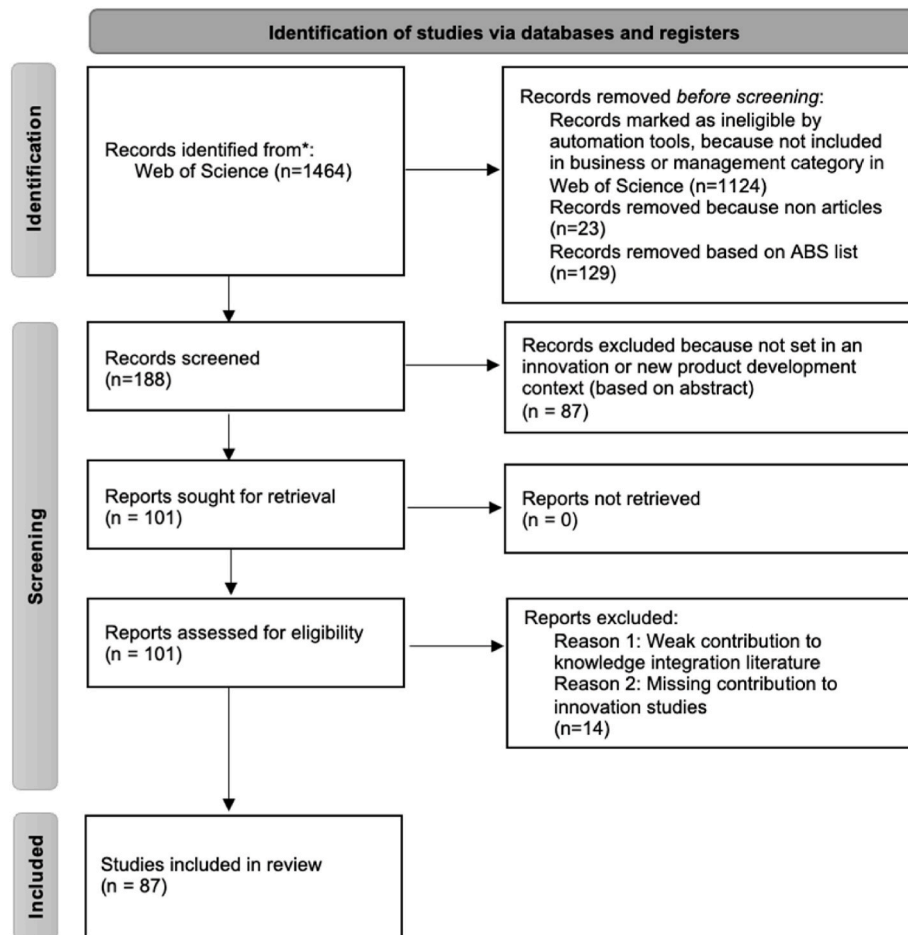 Identification of studies via databases and registers
Identification
Records identified from*:
Web of Science (n=1464)
Records removed before screening:
Records marked as ineligible by
automation tools, because not included
in business or management category in
Web of Science (n=1124)
Records removed because non articles
(n=23)
Records removed based on ABS list
(n=129)
Screening
Records screened
(n=188)
Records excluded because not set in an
innovation or new product development
context (based on abstract)
(n = 87)
Reports sought for retrieval
(n = 101)
Reports not retrieved
(n = 0)
Reports assessed for eligibility
(n = 101)
Reports excluded:
Reason 1: Weak contribution to
knowledge integration literature
Reason 2: Missing contribution to
innovation studies
(n=14)
Included
Studies included in review
(n = 87)